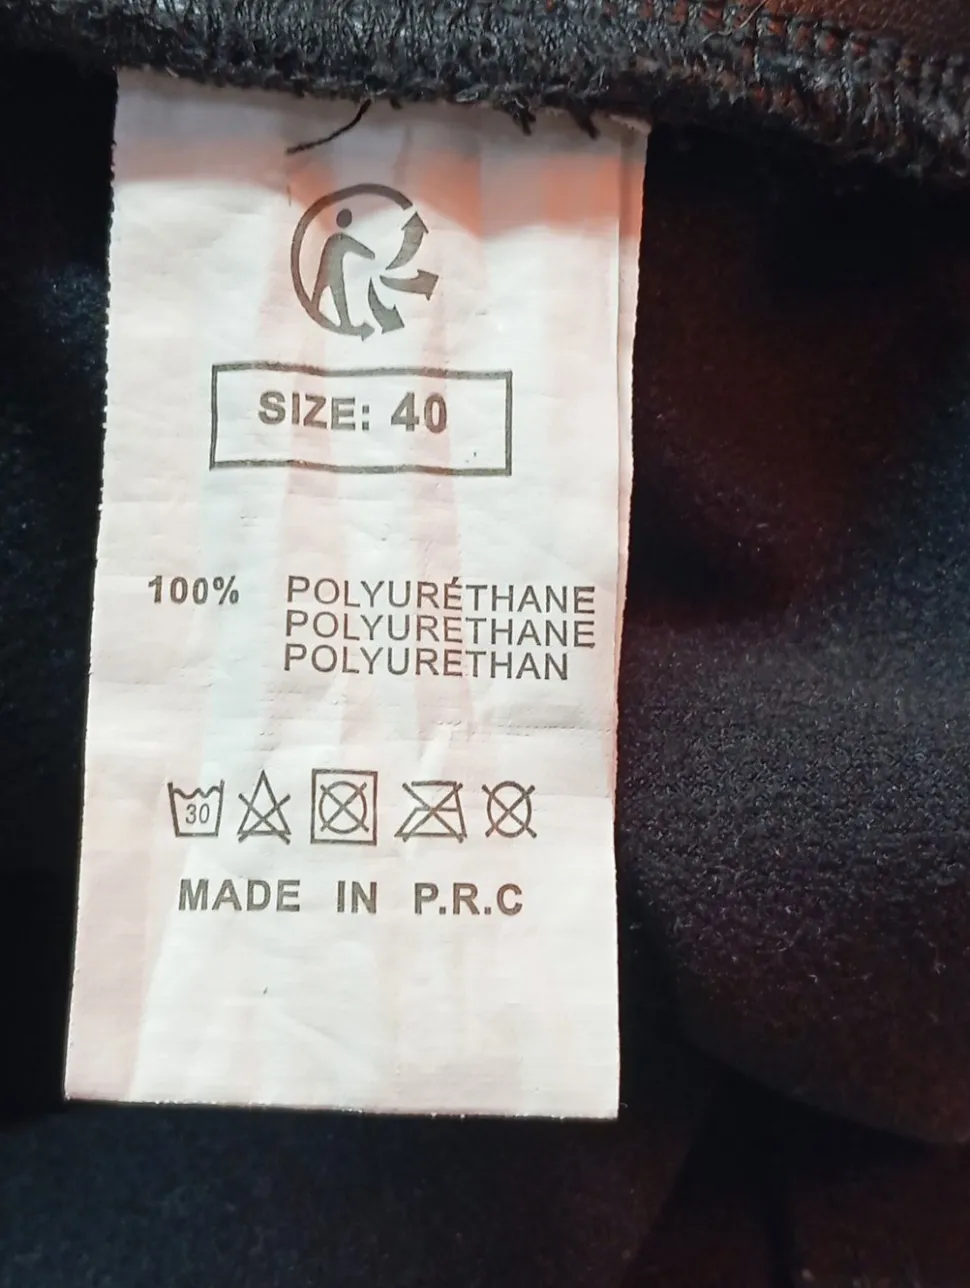 SIZE: 40
100% POLYURÉTHANE
POLYURETHANE
POLYURETHAN
30
MADE IN P.R.C